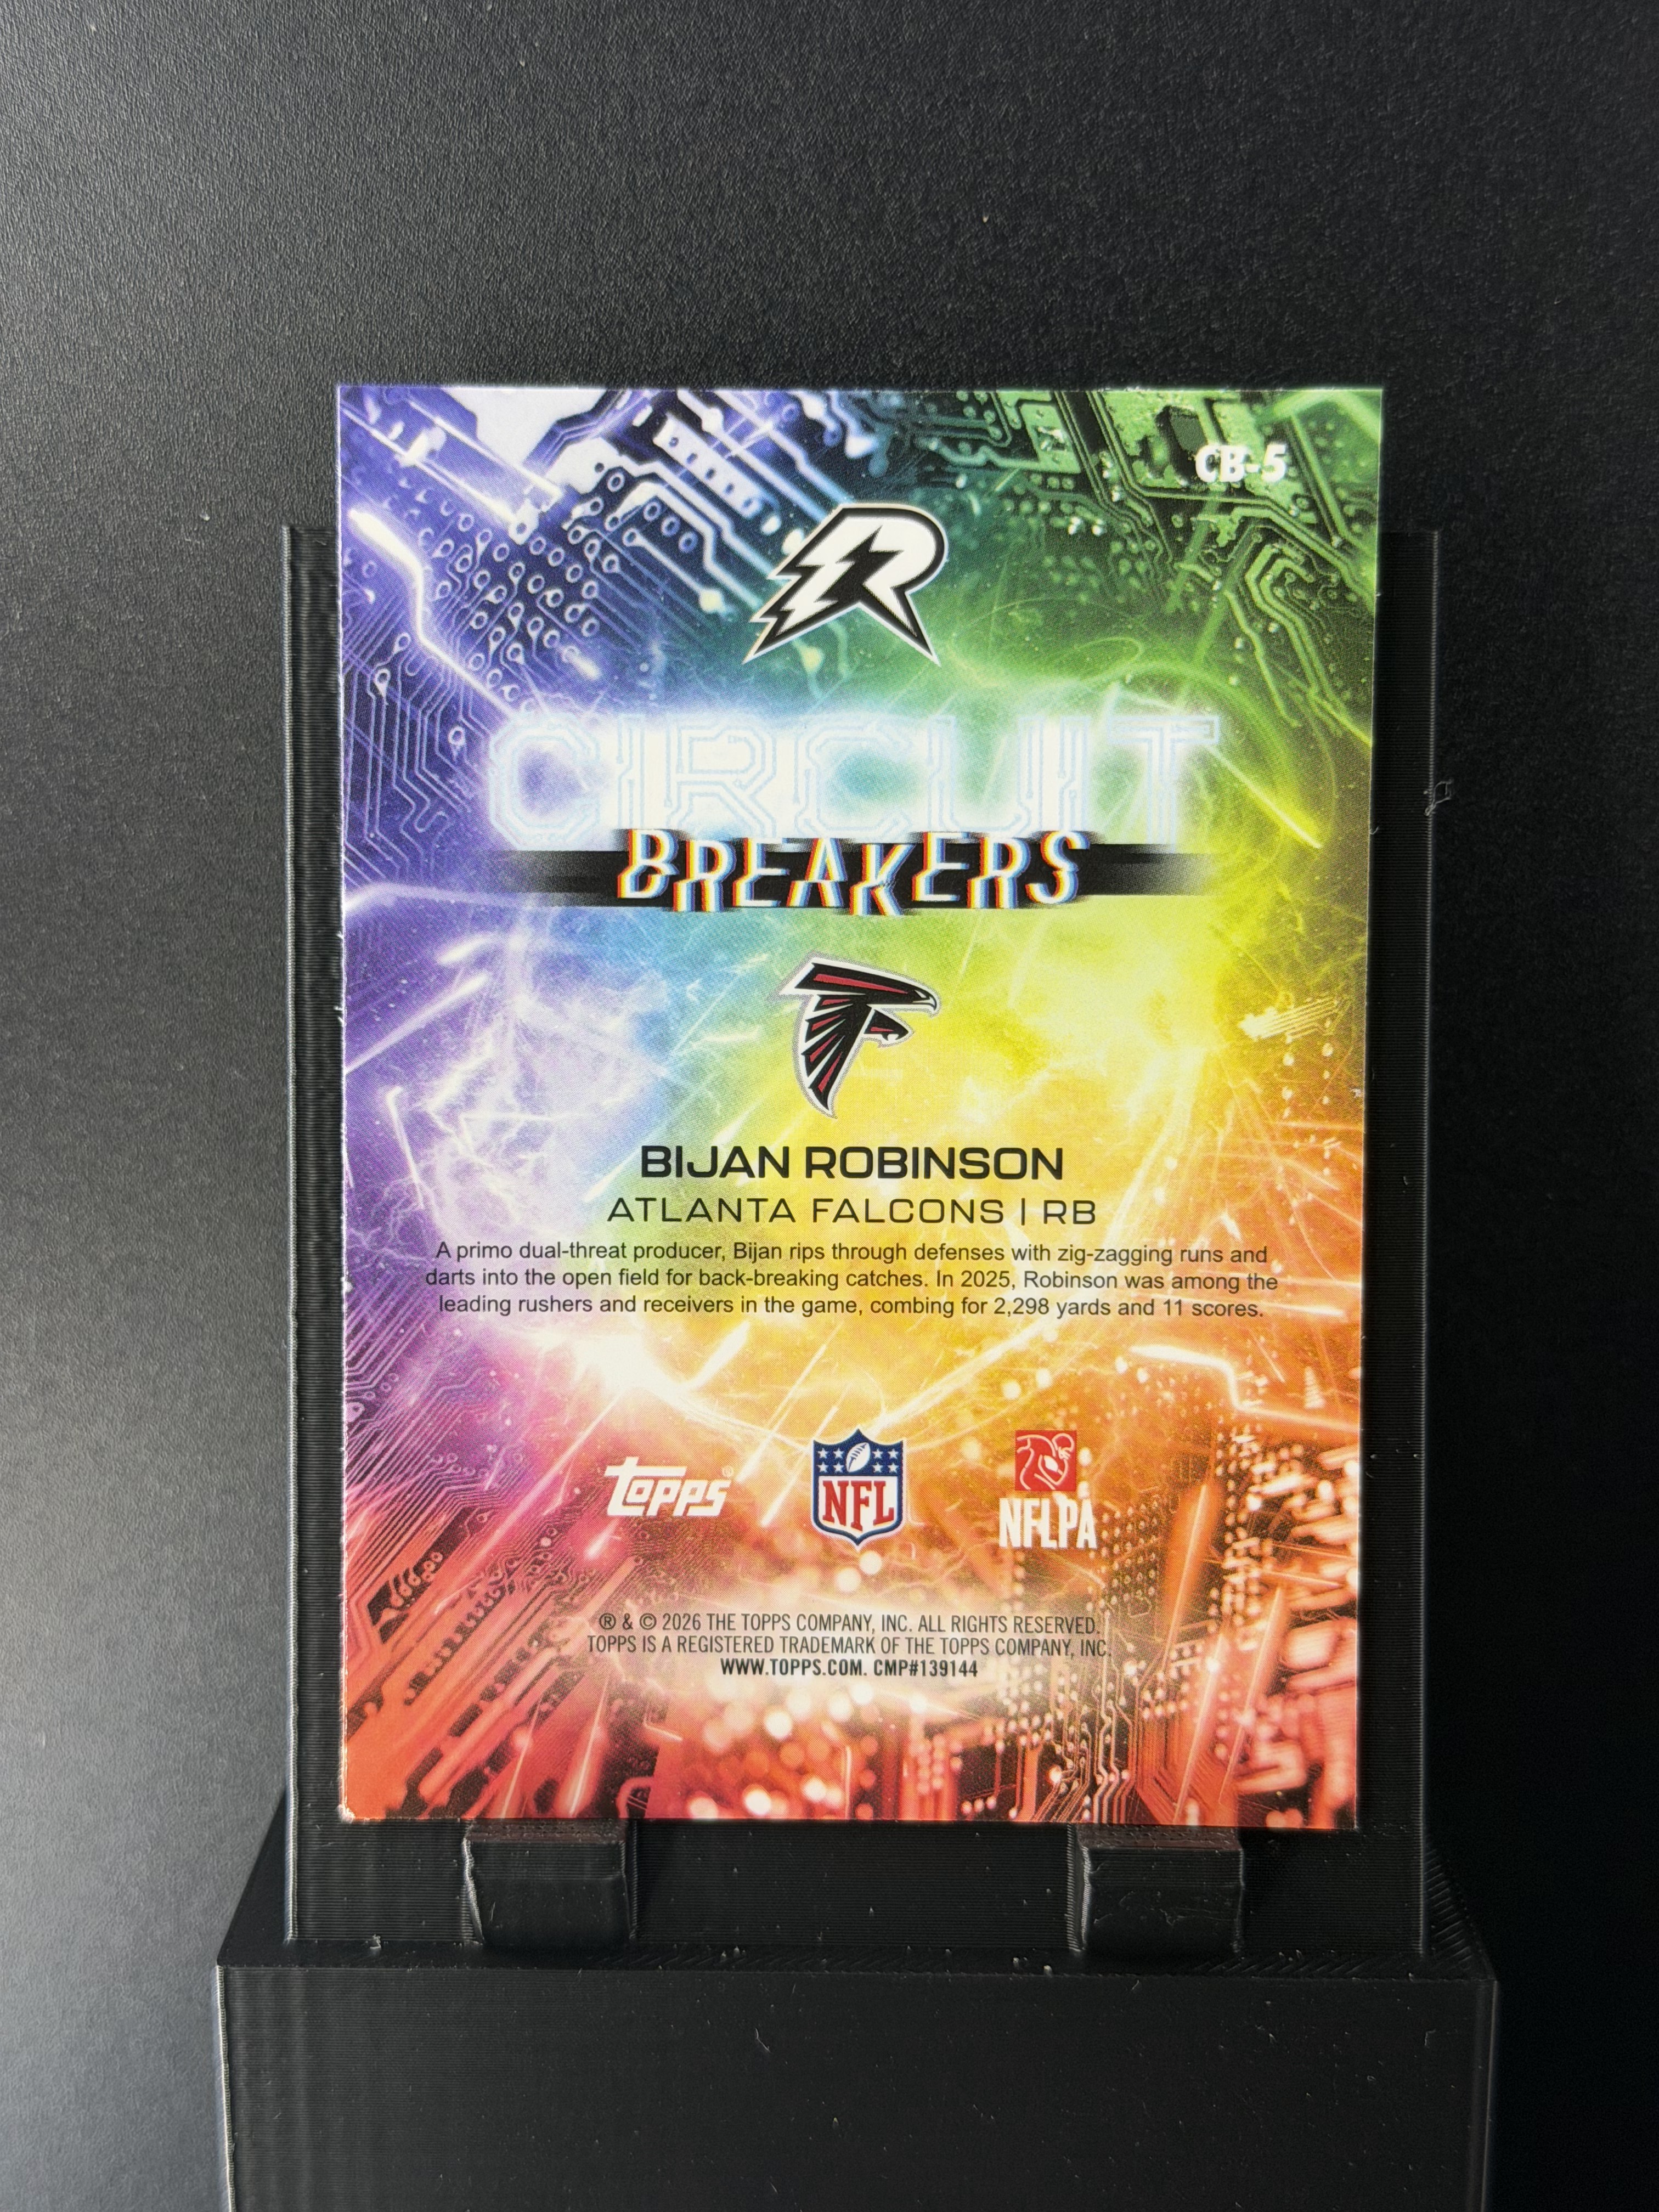 CB-5
R
CIRCUIT
BREAKERS
BIJAN ROBINSON
ATLANTA FALCONS | RB
A primo dual-threat producer, Bijan rips through defenses with zig-zagging runs and
darts into the open field for back-breaking catches. In 2025, Robinson was among the
leading rushers and receivers in the game, combing for 2,298 yards and 11 scores.
topps®
NFL
NFLPA
® & © 2026 THE TOPPS COMPANY, INC. ALL RIGHTS RESERVED.
TOPPS IS A REGISTERED TRADEMARK OF THE TOPPS COMPANY, INC.
WWW.TOPPS.COM. CMP#139144